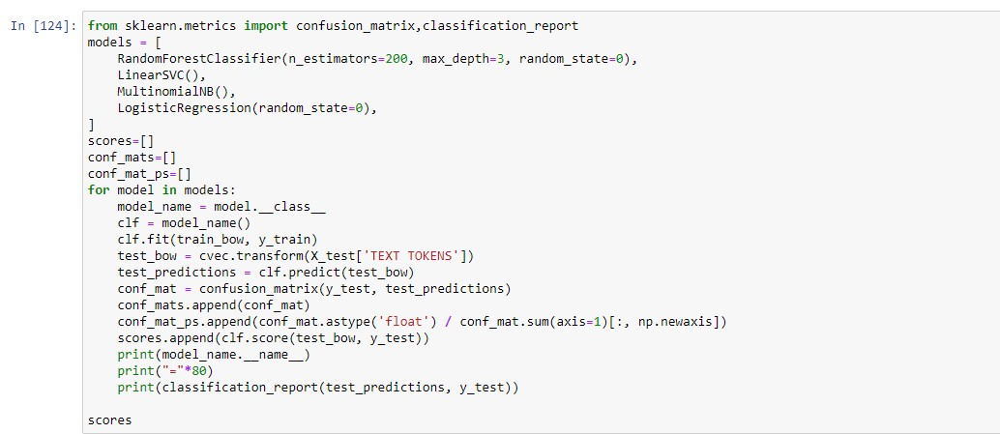 In [124]: from sklearn.metrics import confusion_matrix,classification_report
models = [
    RandomForestClassifier(n_estimators=200, max_depth=3, random_state=0),
    LinearSVC(),
    MultinomialNB(),
    LogisticRegression(random_state=0),
]
scores=[]
conf_mats=[]
conf_mat_ps=[]
for model in models:
    model_name = model.__class__
    clf = model_name()
    clf.fit(train_bow, y_train)
    test_bow = cvec.transform(X_test['TEXT TOKENS'])
    test_predictions = clf.predict(test_bow)
    conf_mat = confusion_matrix(y_test, test_predictions)
    conf_mats.append(conf_mat)
    conf_mat_ps.append(conf_mat.astype('float') / conf_mat.sum(axis=1)[:, np.newaxis])
    scores.append(clf.score(test_bow, y_test))
    print(model_name.__name__)
    print("="*80)
    print(classification_report(test_predictions, y_test))

scores